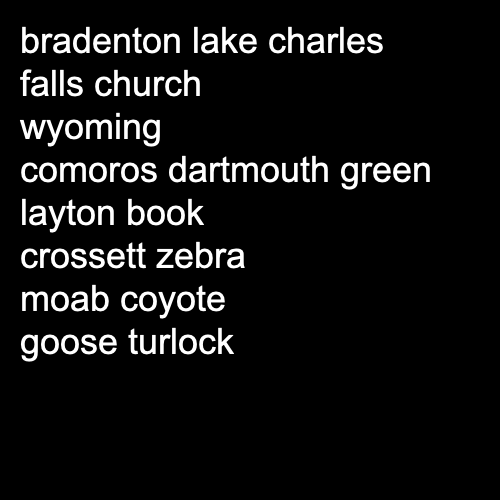 bradenton lake charles
falls church
wyoming
comoros dartmouth green
layton book
crossett zebra
moab coyote
goose turlock